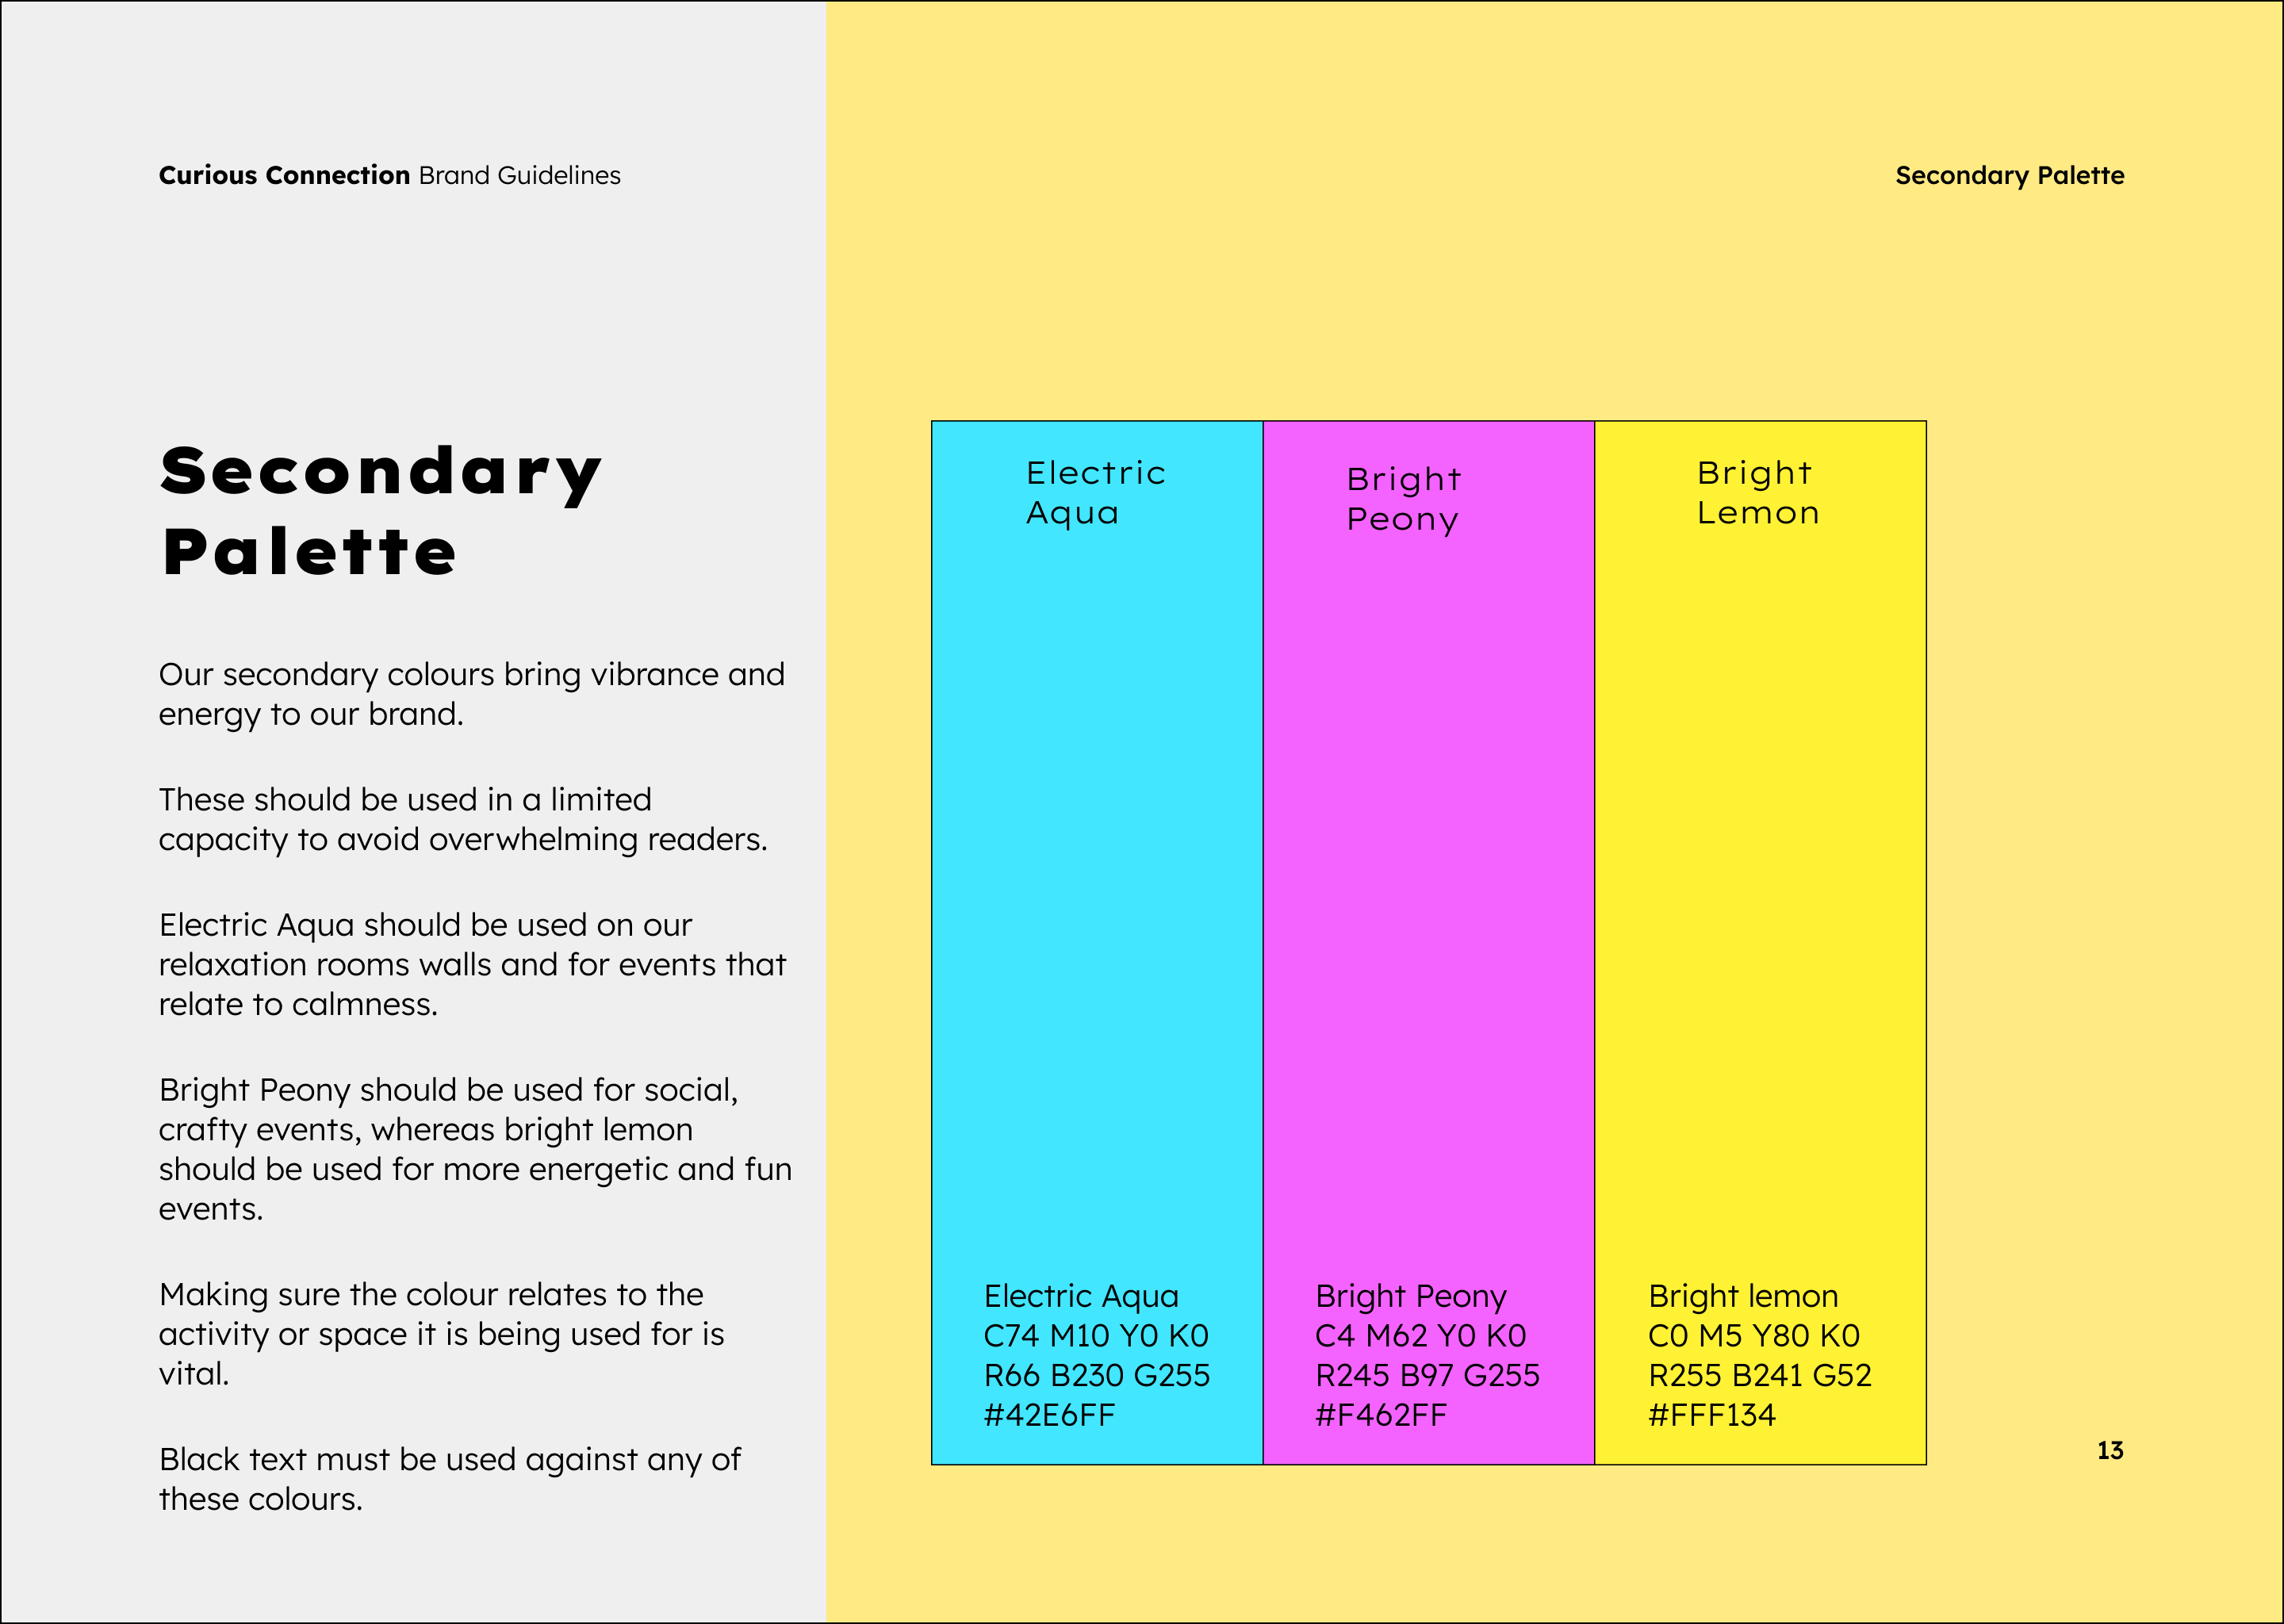 Curious Connection Brand Guidelines
Secondary Palette
Secondary
Palette
Our secondary colours bring vibrance and
energy to our brand.
These should be used in a limited
capacity to avoid overwhelming readers.
Electric Aqua should be used on our
relaxation rooms walls and for events that
relate to calmness.
Bright Peony should be used for social,
crafty events, whereas bright lemon
should be used for more energetic and fun
events.
Making sure the colour relates to the
activity or space it is being used for is
vital.
Black text must be used against any of
these colours.
Electric
Aqua
Electric Aqua
C74 M10 Y0 K0
R66 B230 G255
#42E6FF
Bright
Peony
Bright Peony
C4 M62 Y0 K0
R245 B97 G255
#F462FF
Bright
Lemon
Bright lemon
C0 M5 Y80 K0
R255 B241 G52
#FFF134
13